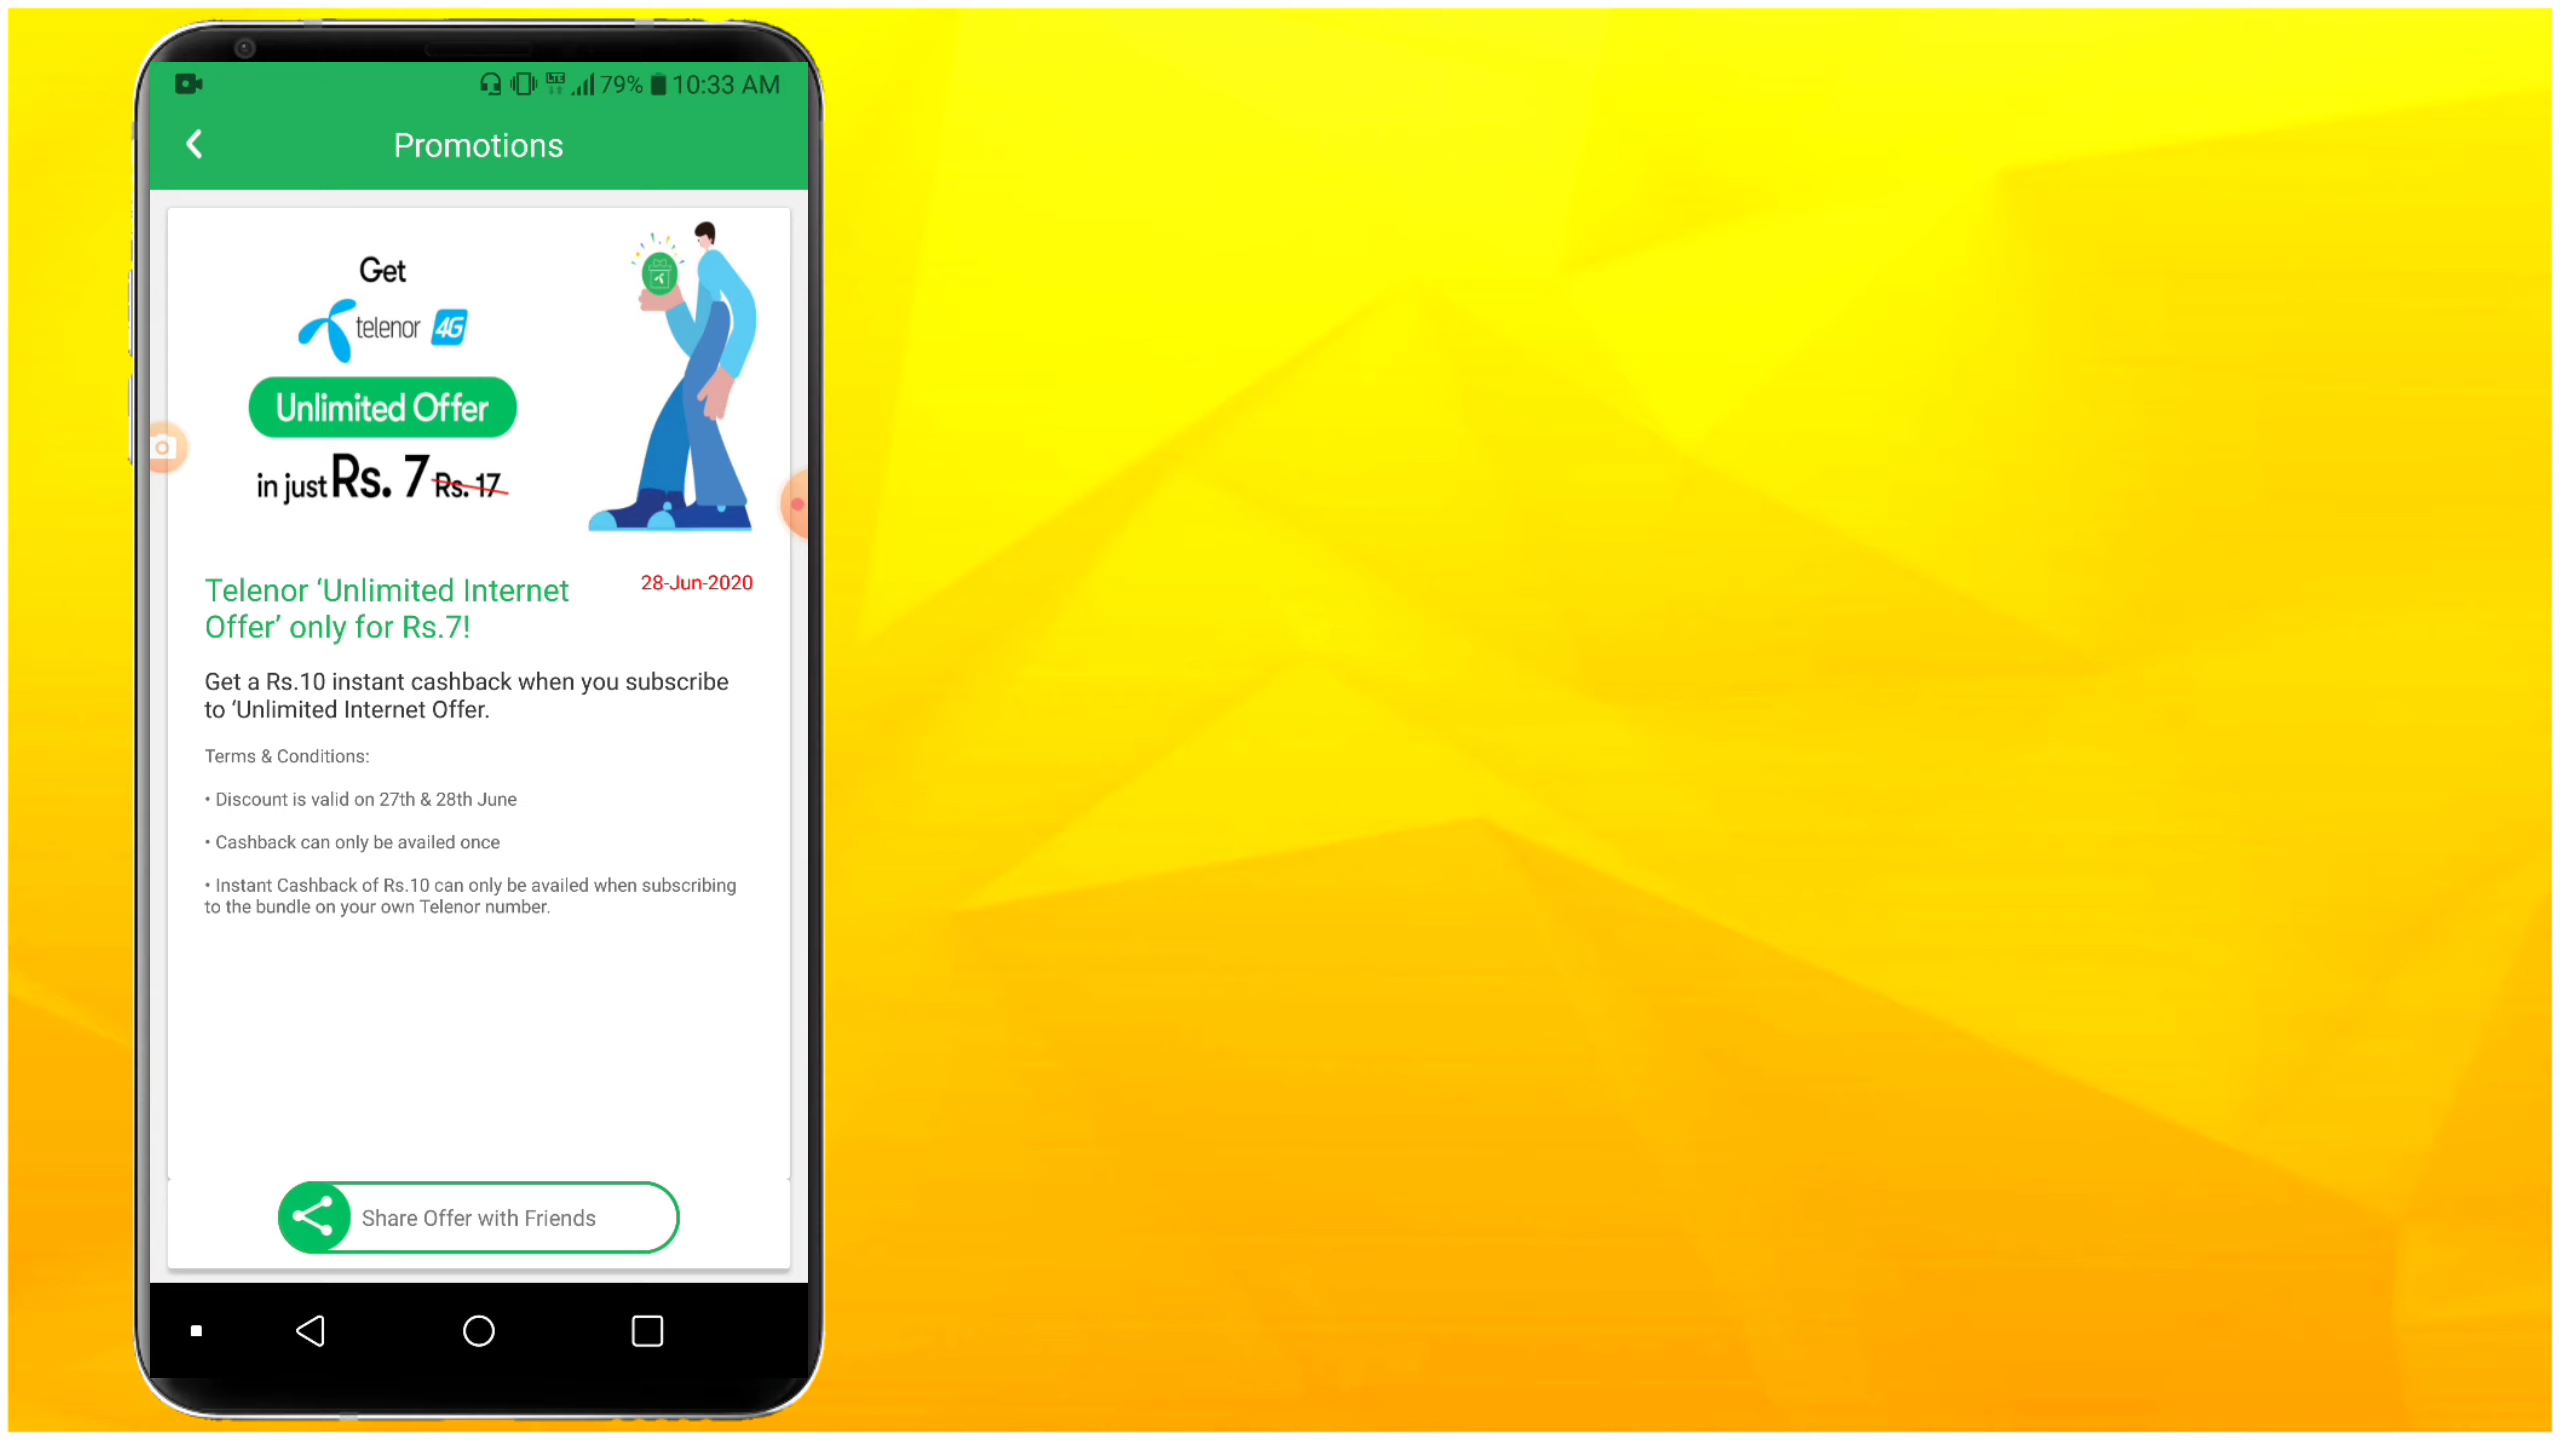 79% 10:33 AM
Promotions
Get
telenor 4G
Unlimited Offer
in just Rs. 7 Rs. 17
Telenor ‘Unlimited Internet
Offer’ only for Rs.7!
28-Jun-2020
Get a Rs.10 instant cashback when you subscribe
to ‘Unlimited Internet Offer.
Terms & Conditions:
• Discount is valid on 27th & 28th June
• Cashback can only be availed once
• Instant Cashback of Rs.10 can only be availed when subscribing
to the bundle on your own Telenor number.
Share Offer with Friends